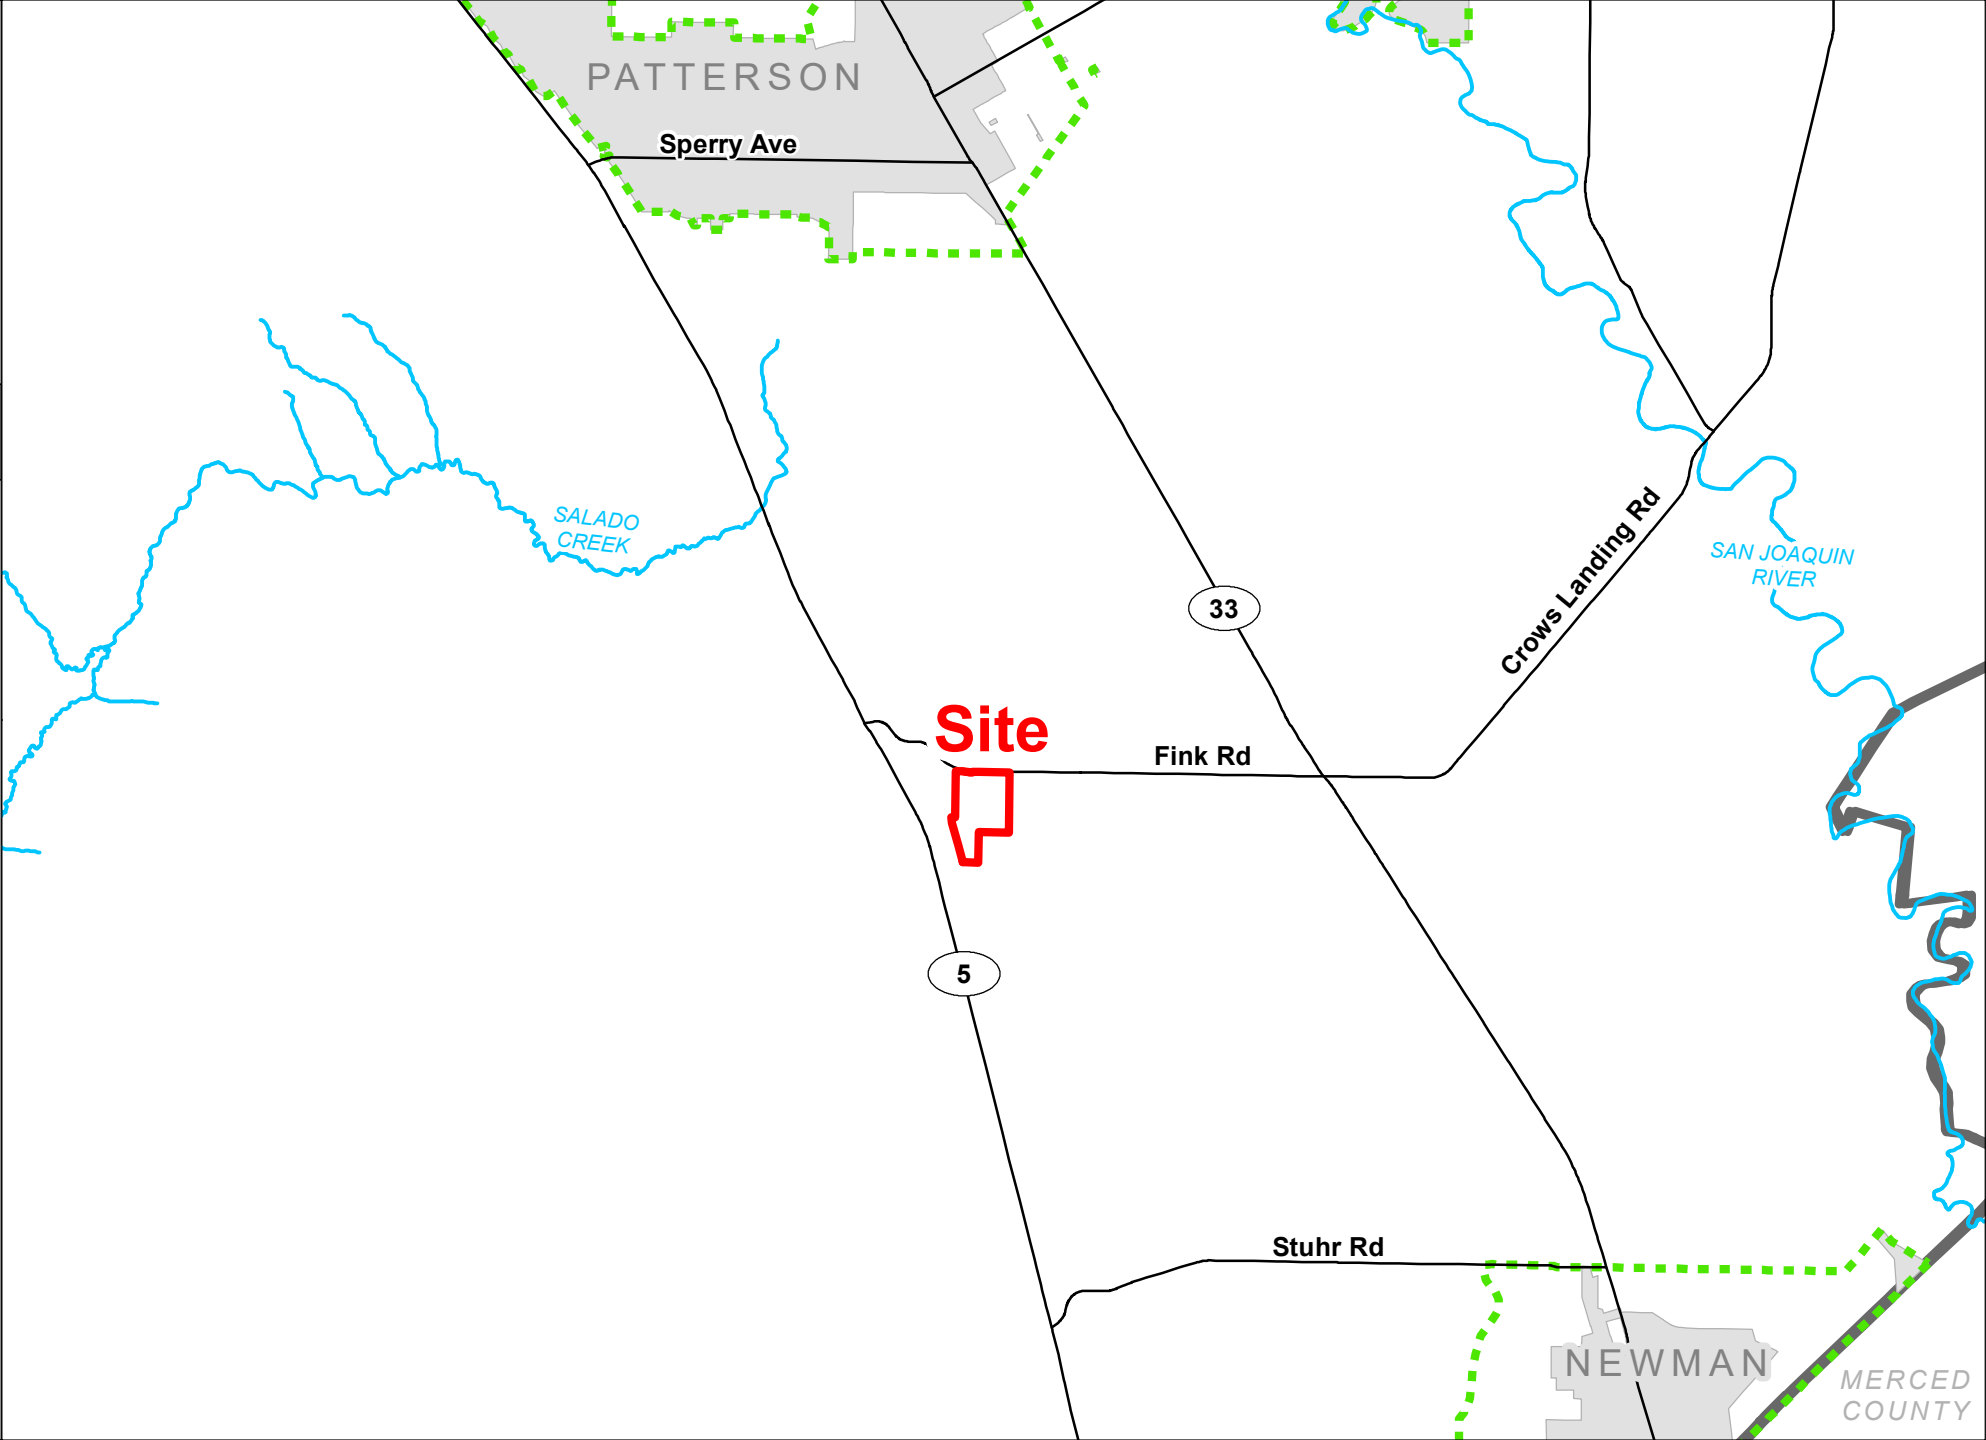 PATTERSON
Sperry Ave
SALADO
CREEK
SAN JOAQUIN
RIVER
Crows Landing Rd
33
Site
Fink Rd
5
Stuhr Rd
NEWMAN
MERCED
COUNTY